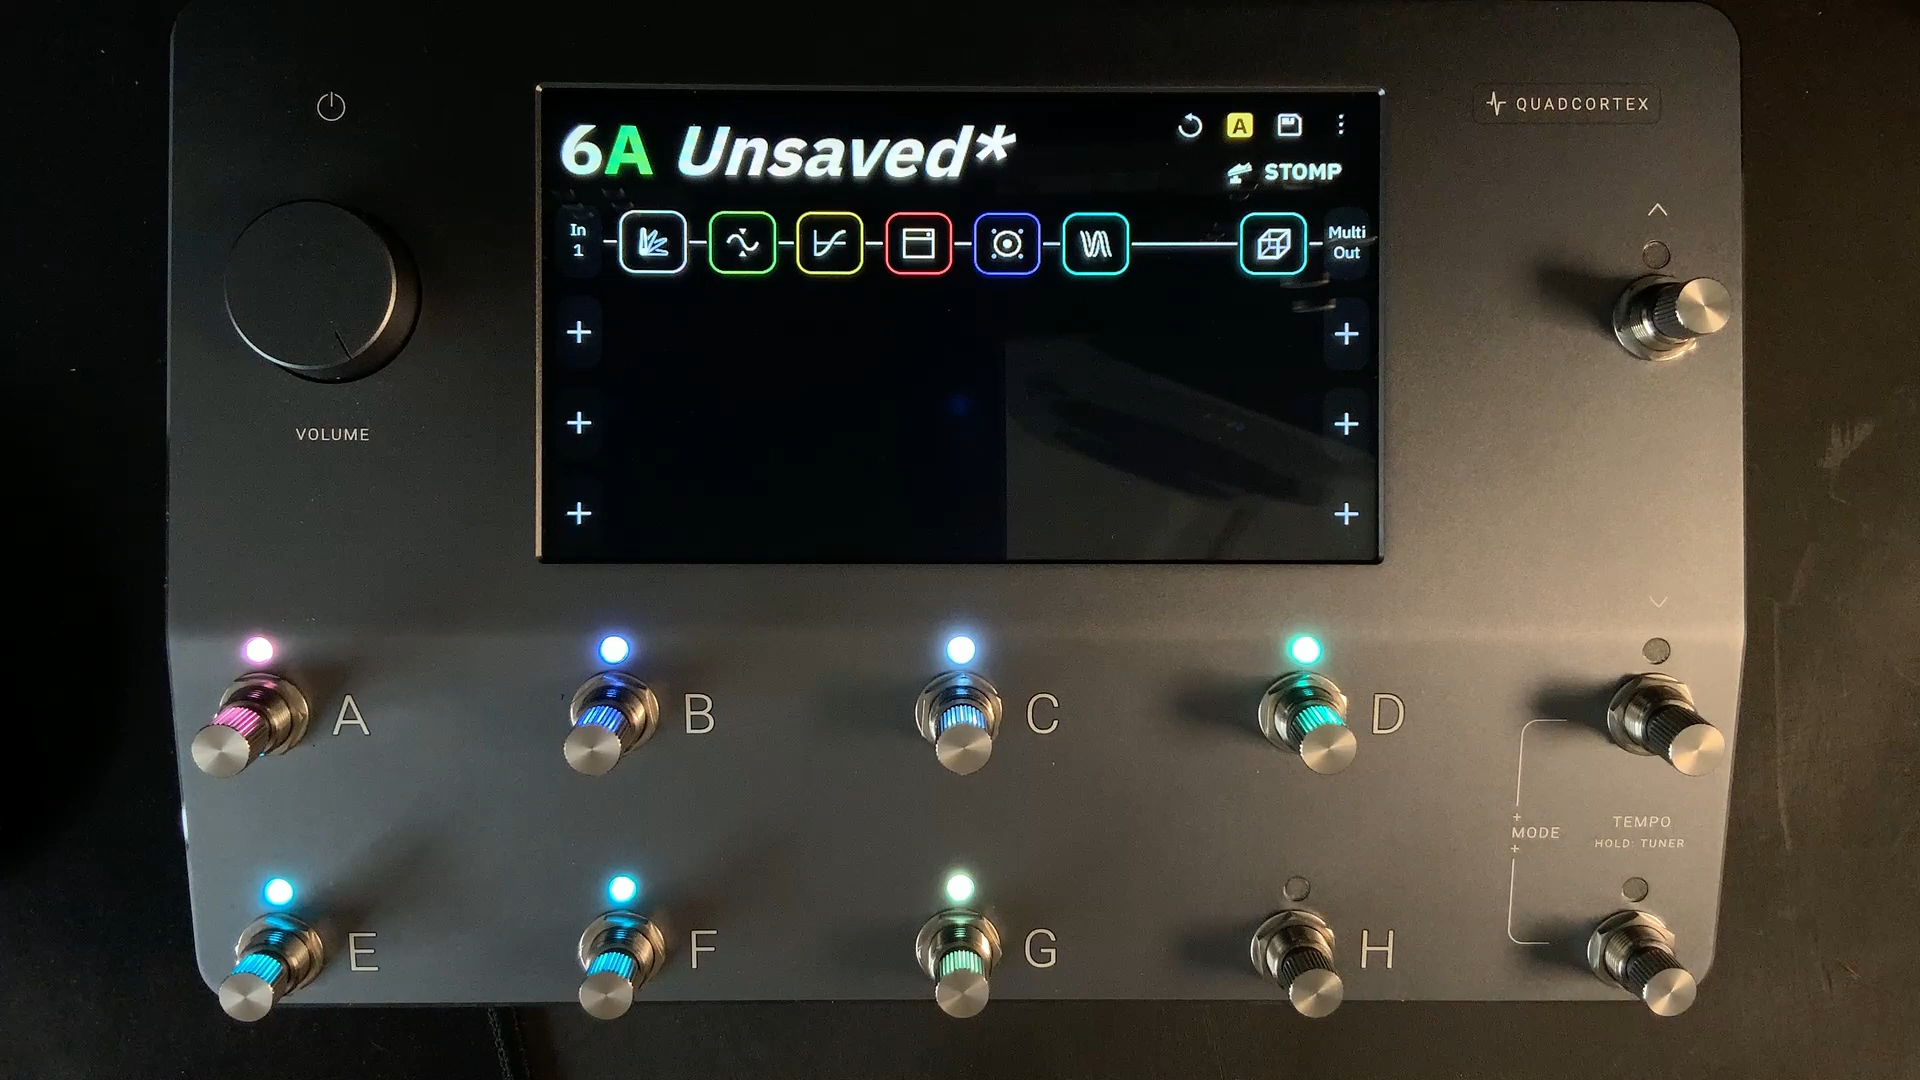 QUADCORTEX
6A Unsaved*
A
STOMP
In
1
Multi
Out
VOLUME
A
B
C
D
MODE
TEMPO
HOLD: TUNER
E
F
G
H